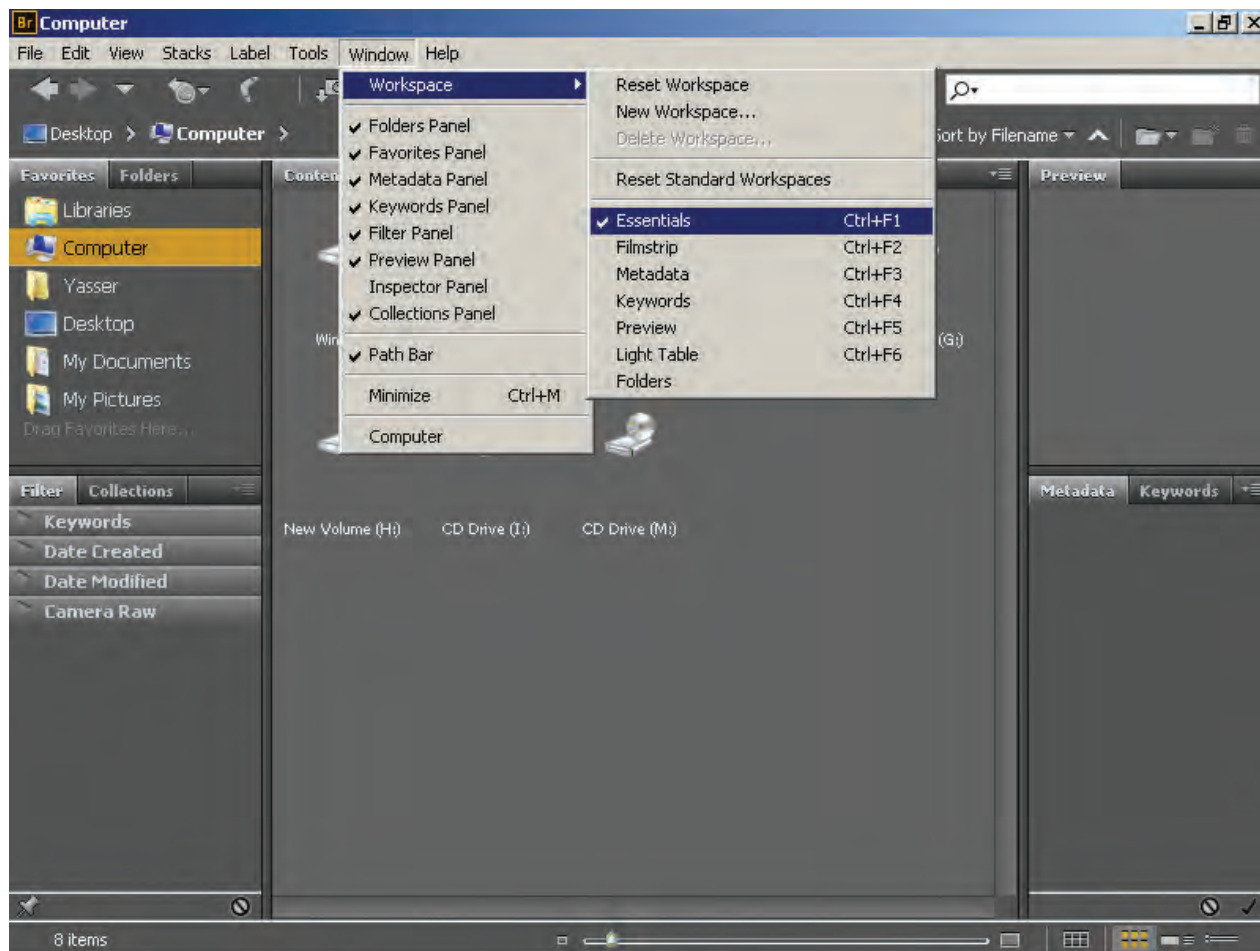 Br Computer
File Edit View Stacks Label Tools Window Help
Desktop > Computer >
Sort by Filename
Workspace
Folders Panel
Favorites Panel
Metadata Panel
Keywords Panel
Filter Panel
Preview Panel
Inspector Panel
Collections Panel
Path Bar
Minimize Ctrl+M
Computer
Reset Workspace
New Workspace...
Delete Workspace...
Reset Standard Workspaces
Essentials Ctrl+F1
Filmstrip Ctrl+F2
Metadata Ctrl+F3
Keywords Ctrl+F4
Preview Ctrl+F5
Light Table Ctrl+F6
Folders
Favorites Folders
Libraries
Computer
Yasser
Desktop
My Documents
My Pictures
Drag Favorites Here...
Filter Collections
Keywords
Date Created
Date Modified
Camera Raw
Conten
Win
(G:)
New Volume (H:) CD Drive (I:) CD Drive (M:)
Preview
Metadata Keywords
8 items